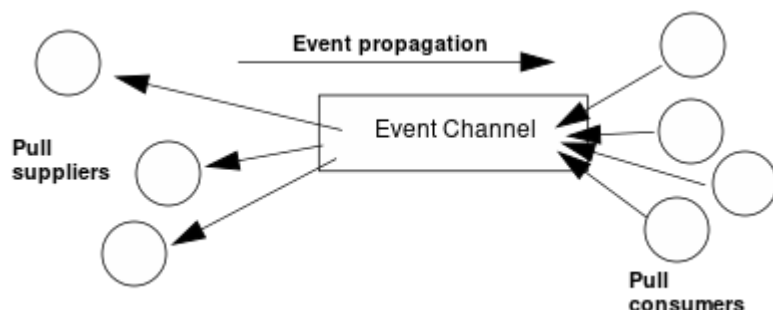 Event propagation
Event Channel
Pull
suppliers
Pull
consumers